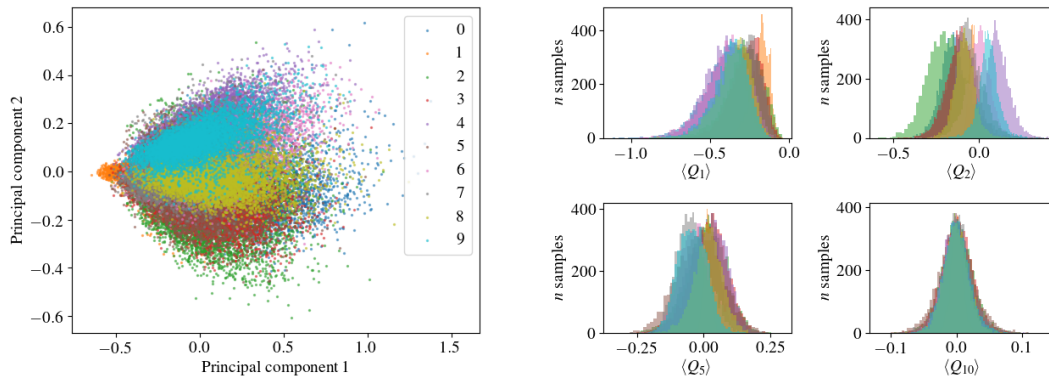 0.6
0.4
0.2
0.0
−0.2
−0.4
−0.6
Principal component 2
−0.5 0.0 0.5 1.0 1.5
Principal component 1
0
1
2
3
4
5
6
7
8
9
400
200
0
n samples
−1.0 −0.5 0.0
⟨Q₁⟩
400
200
0
n samples
−0.5 0.0
⟨Q₂⟩
400
200
0
n samples
−0.25 0.00 0.25
⟨Q₅⟩
400
200
0
n samples
−0.1 0.0 0.1
⟨Q₁₀⟩